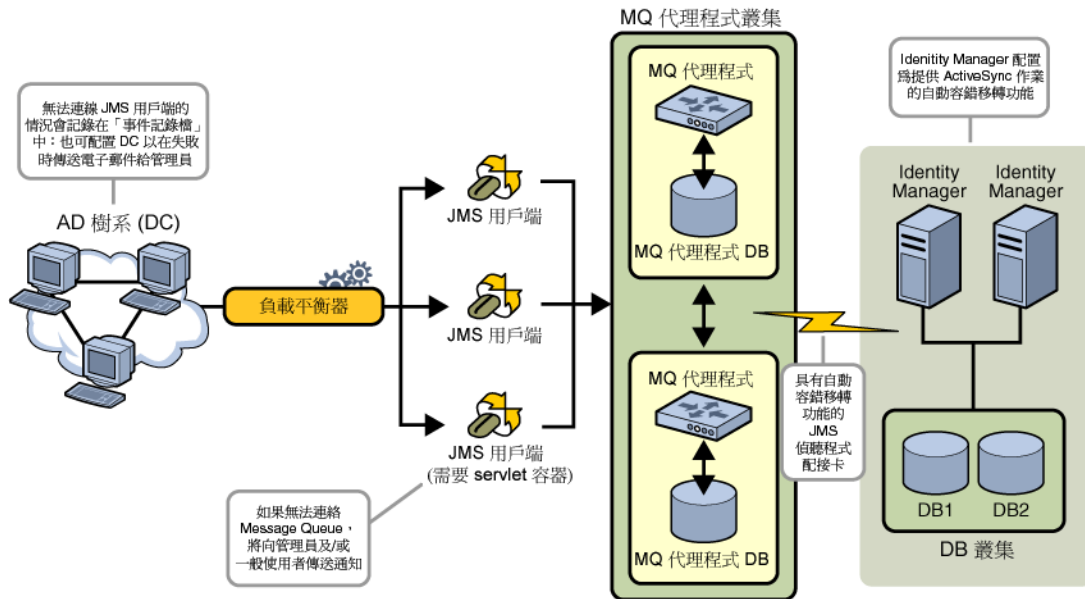 MQ 代理程式叢集
無法連線 JMS 用戶端的
情況會記錄在「事件記錄檔」
中；也可配置 DC 以在失敗
時傳送電子郵件給管理員
AD 樹系 (DC)
負載平衡器
JMS 用戶端
JMS 用戶端
JMS 用戶端
(需要 servlet 容器)
如果無法連絡
Message Queue，
將向管理員及/或
一般使用者傳送通知
MQ 代理程式
MQ 代理程式 DB
MQ 代理程式
MQ 代理程式 DB
具有自動
容錯移轉
功能的
JMS
偵聽程式
配接卡
Idenitity Manager 配置
為提供 ActiveSync 作業
的自動容錯移轉功能
Identity
Manager
Identity
Manager
DB1
DB2
DB 叢集